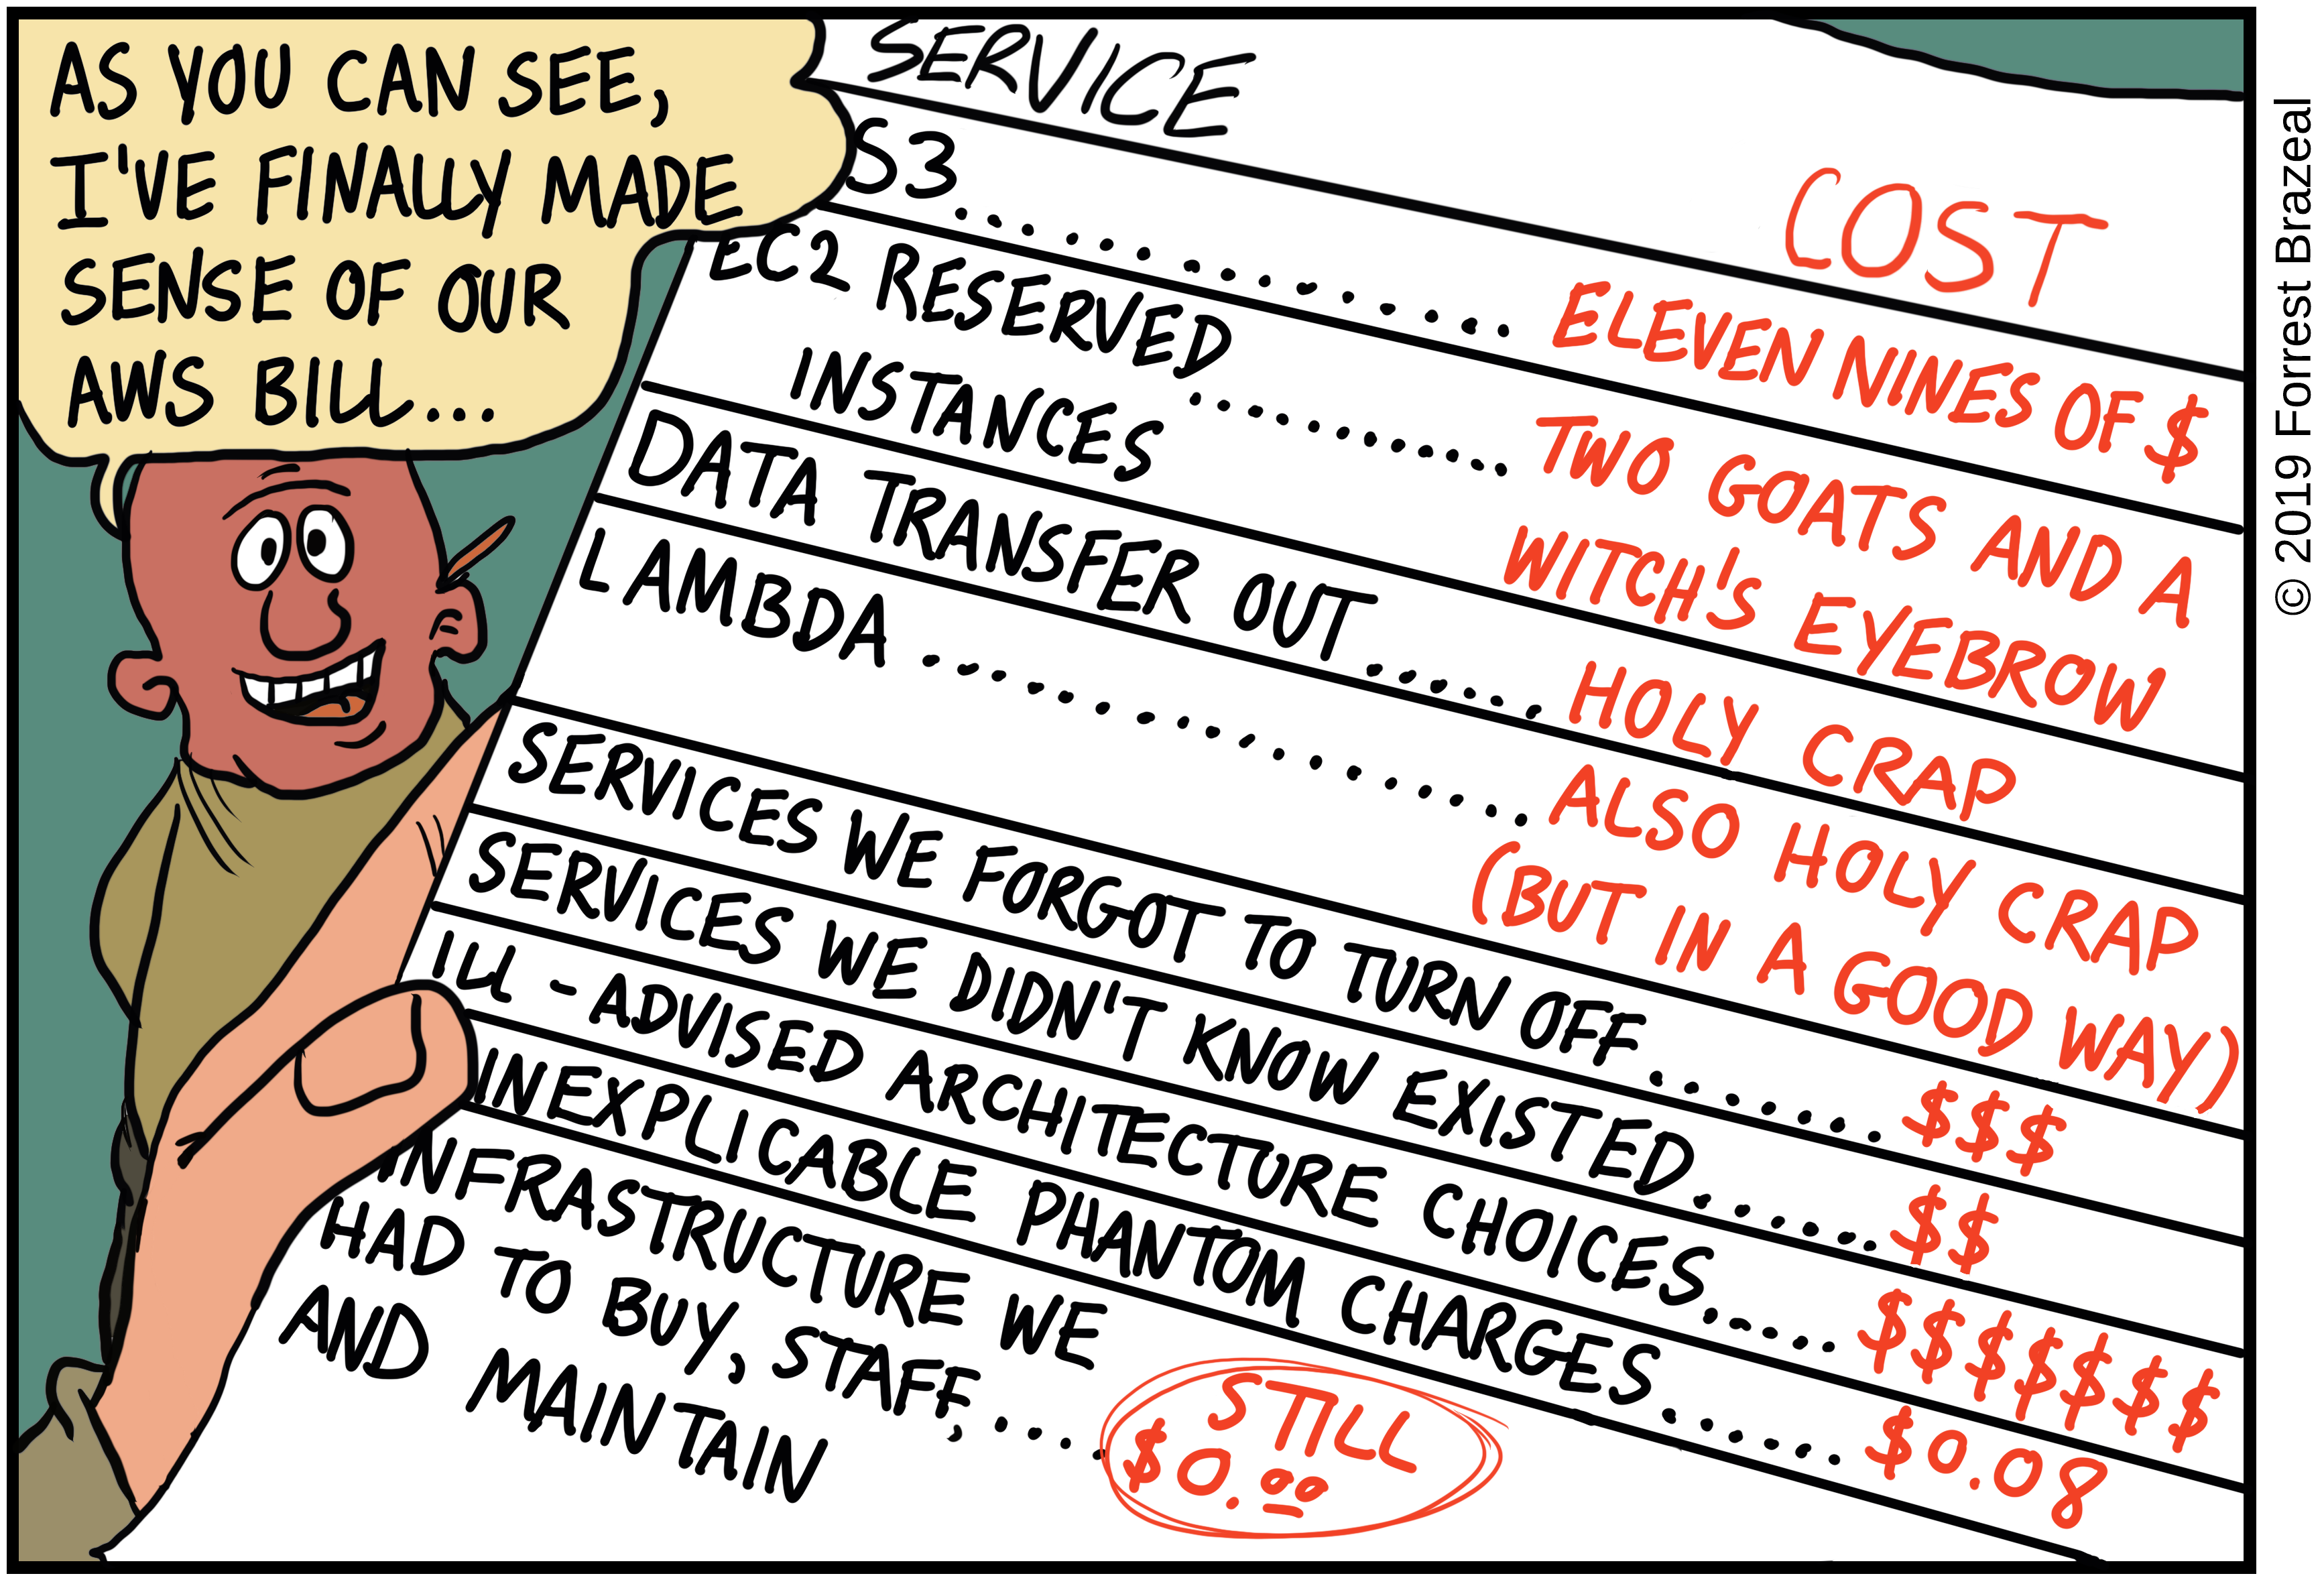 AS YOU CAN SEE,
I'VE FINALLY MADE
SENSE OF OUR
AWS BILL...
SERVICE
COST
S3.............. ELEVEN NINES OF $
EC2 RESERVED
INSTANCES .......... TWO GOATS AND A
WITCH'S EYEBROW
DATA TRANSFER OUT...... HOLY CRAP
LAMBDA ................. ALSO HOLY CRAP
(BUT IN A GOOD WAY)
SERVICES WE FORGOT TO TURN OFF....... $$$
SERVICES WE DIDN'T KNOW EXISTED...... $$
ILL-ADVISED ARCHITECTURE CHOICES..... $$$$$$$
INEXPLICABLE PHANTOM CHARGES...... $0.08
INFRASTRUCTURE WE
HAD TO BUY, STAFF,....
AND MAINTAIN
STILL
$0.00
© 2019 Forrest Brazeal